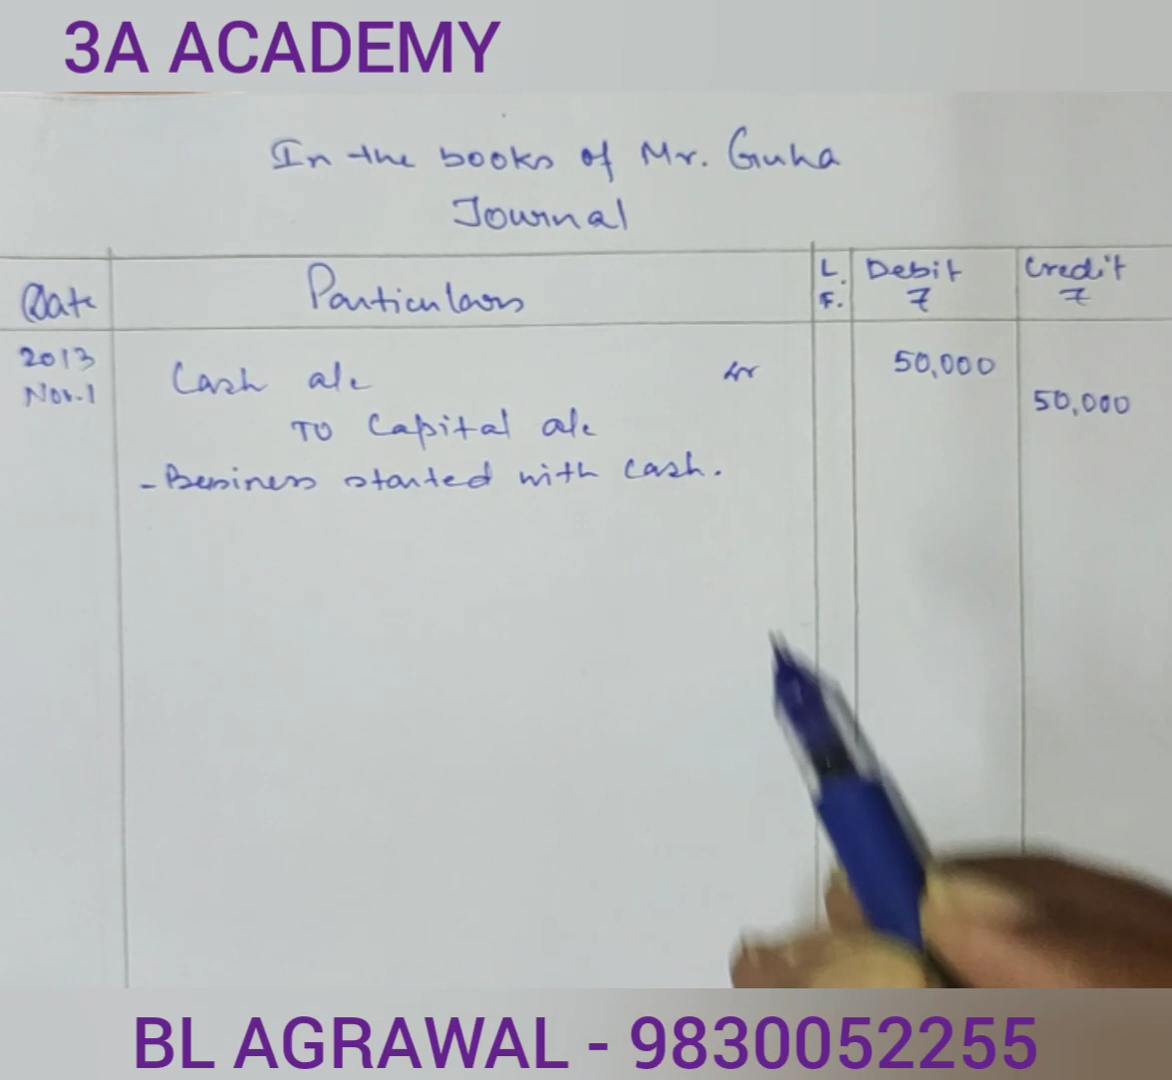 3A ACADEMY
In the books of Mr. Guha
Journal
Date Particulars L.F. Debit ₹ Credit ₹
2013
Nov. 1 Cash a/c Dr 50,000
To Capital a/c 50,000
- Business started with cash.
BL AGRAWAL - 9830052255